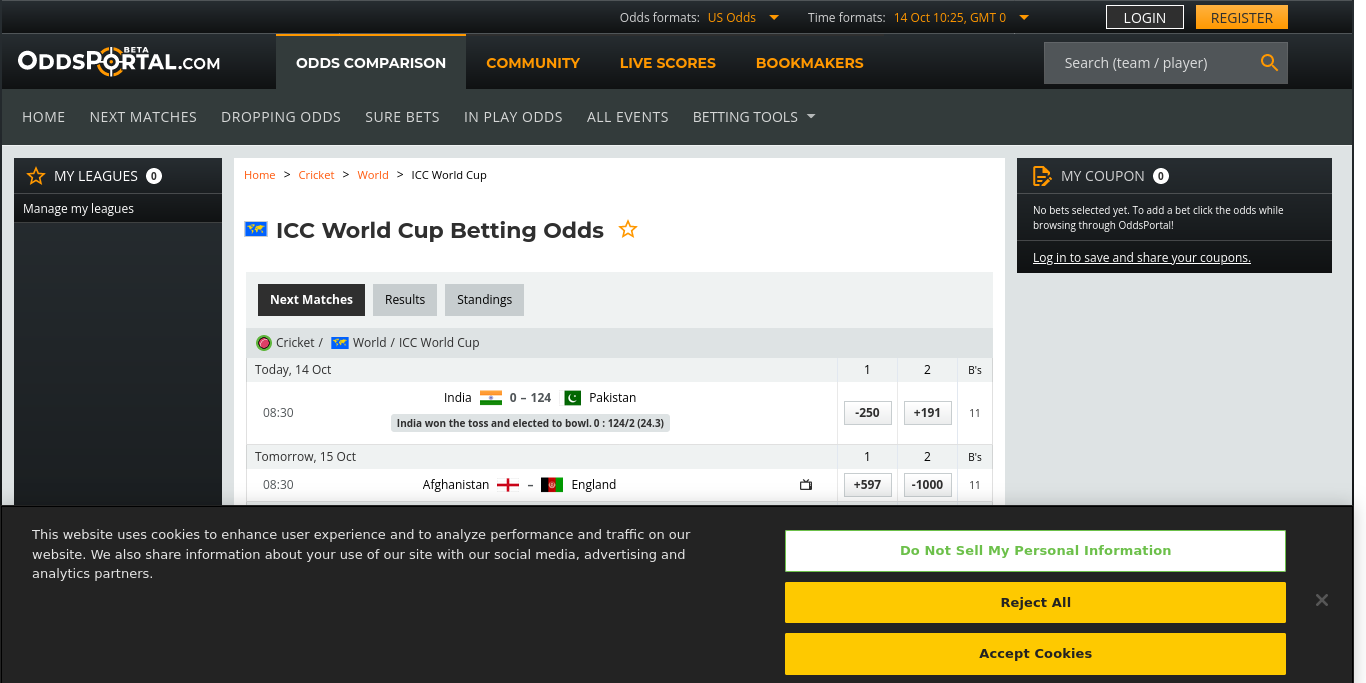 Odds formats: US Odds Time formats: 14 Oct 10:25, GMT 0 LOGIN REGISTER
BETA
ODDSPORTAL.COM ODDS COMPARISON COMMUNITY LIVE SCORES BOOKMAKERS Search (team / player)
HOME NEXT MATCHES DROPPING ODDS SURE BETS IN PLAY ODDS ALL EVENTS BETTING TOOLS
MY LEAGUES 0
Manage my leagues
Home > Cricket > World > ICC World Cup
ICC World Cup Betting Odds
Next Matches Results Standings
Cricket / World / ICC World Cup
Today, 14 Oct 1 2 B's
India 0 – 124 Pakistan
08:30 -250 +191 11
India won the toss and elected to bowl. 0 : 124/2 (24.3)
Tomorrow, 15 Oct 1 2 B's
08:30 Afghanistan – England +597 -1000 11
MY COUPON 0
No bets selected yet. To add a bet click the odds while
browsing through OddsPortal!
Log in to save and share your coupons.
This website uses cookies to enhance user experience and to analyze performance and traffic on our
website. We also share information about your use of our site with our social media, advertising and
analytics partners.
Do Not Sell My Personal Information
Reject All
Accept Cookies